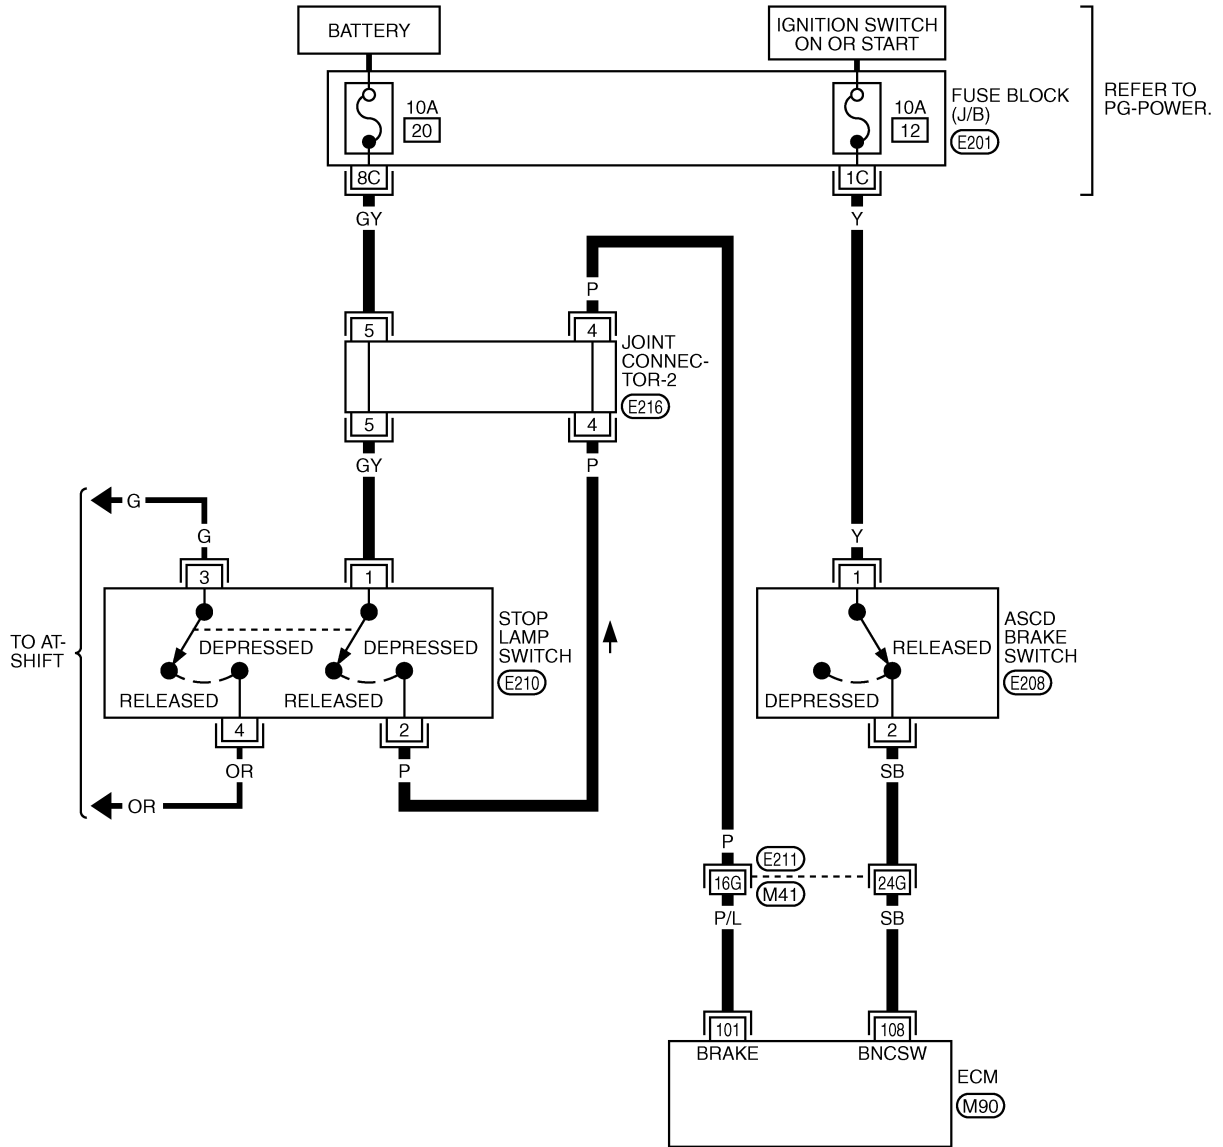 BATTERY
IGNITION SWITCH
ON OR START
10A
20
10A
12
FUSE BLOCK
(J/B)
E201
REFER TO
PG-POWER.
8C
1C
GY
Y
P
5
4
JOINT
CONNEC-
TOR-2
E216
5
4
GY
P
G
G
Y
3
1
1
TO AT-
SHIFT
DEPRESSED
DEPRESSED
RELEASED
RELEASED
STOP
LAMP
SWITCH
E210
RELEASED
DEPRESSED
ASCD
BRAKE
SWITCH
E208
4
2
2
OR
P
SB
OR
P
E211
16G
M41
24G
P/L
SB
101
108
BRAKE
BNCSW
ECM
M90